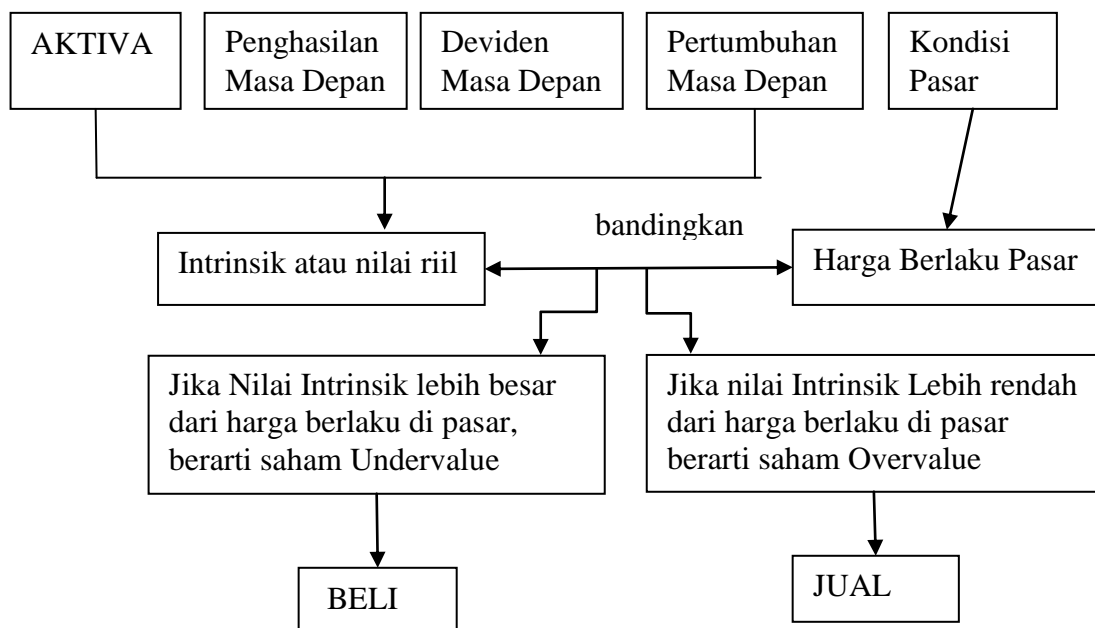 AKTIVA
Penghasilan
Masa Depan
Deviden
Masa Depan
Pertumbuhan
Masa Depan
Kondisi
Pasar
bandingkan
Intrinsik atau nilai riil
Harga Berlaku Pasar
Jika Nilai Intrinsik lebih besar
dari harga berlaku di pasar,
berarti saham Undervalue
Jika nilai Intrinsik Lebih rendah
dari harga berlaku di pasar
berarti saham Overvalue
BELI
JUAL